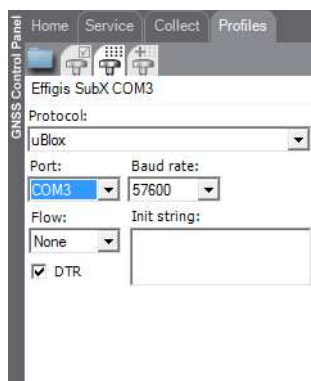 GNSS Control Panel
Home Service Collect Profiles
Effigis SubX COM3
Protocol:
uBlox
Port: Baud rate:
COM3 57600
Flow: Init string:
None
DTR